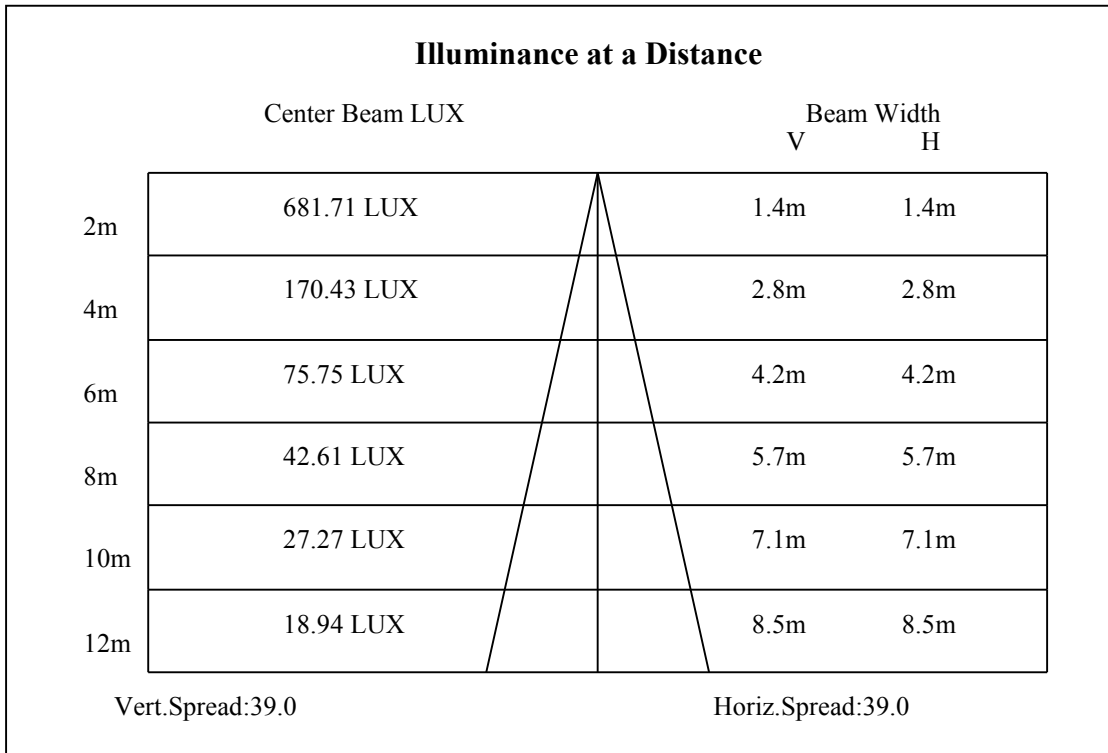 Illuminance at a Distance
Center Beam LUX Beam Width
V H
2m 681.71 LUX 1.4m 1.4m
4m 170.43 LUX 2.8m 2.8m
6m 75.75 LUX 4.2m 4.2m
8m 42.61 LUX 5.7m 5.7m
10m 27.27 LUX 7.1m 7.1m
12m 18.94 LUX 8.5m 8.5m
Vert.Spread:39.0 Horiz.Spread:39.0